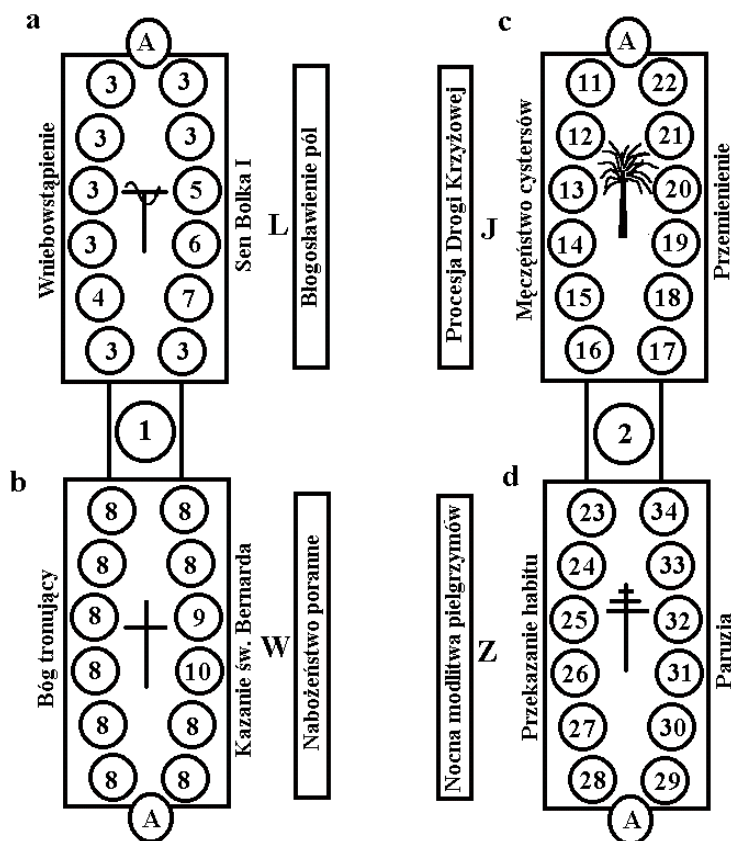 a
A
3 3
3 3
3 5
3 6
4 7
3 3
Wniebowstąpienie
Sen Bolka I
L
Błogosławienie pól
1
b
8 8
8 8
8 9
8 10
8 8
8 8
A
Bóg tronujący
Kazanie św. Bernarda
W
Nabożeństwo poranne
c
A
11 22
12 21
13 20
14 19
15 18
16 17
Procesja Drogi Krzyżowej
J
Męczeństwo cystersów
Przemienienie
2
d
23 34
24 33
25 32
26 31
27 30
28 29
A
Nocna modlitwa pielgrzymów
Z
Przekazanie habitu
Paruzja